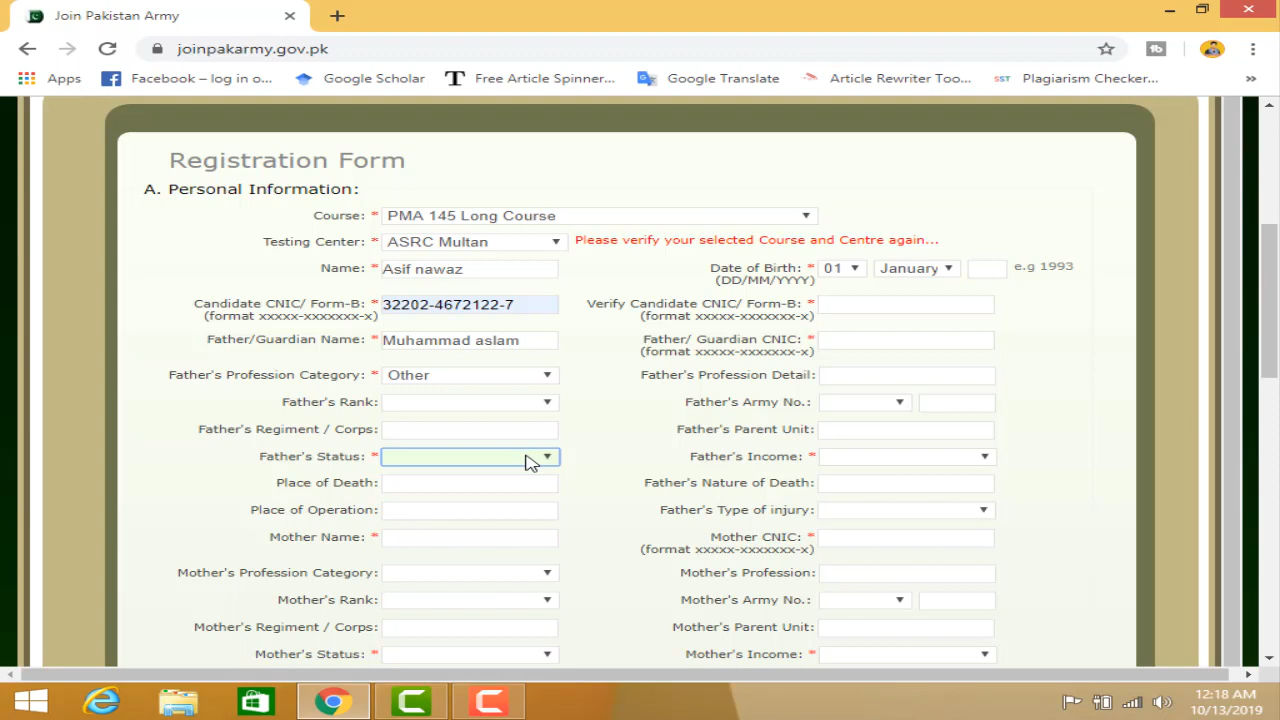 Join Pakistan Army
joinpakarmy.gov.pk
Apps Facebook – log in o... Google Scholar Free Article Spinner... Google Translate Article Rewriter Too... SST Plagiarism Checker... »
Registration Form
A. Personal Information:
Course: * PMA 145 Long Course
Testing Center: * ASRC Multan Please verify your selected Course and Centre again...
Name: * Asif nawaz Date of Birth: * 01 January e.g 1993
(DD/MM/YYYY)
Candidate CNIC/ Form-B: * 32202-4672122-7 Verify Candidate CNIC/ Form-B: *
(format xxxxx-xxxxxxx-x) (format xxxxx-xxxxxxx-x)
Father/Guardian Name: * Muhammad aslam Father/ Guardian CNIC: *
(format xxxxx-xxxxxxx-x)
Father's Profession Category: * Other Father's Profession Detail:
Father's Rank: Father's Army No.:
Father's Regiment / Corps: Father's Parent Unit:
Father's Status: * Father's Income: *
Place of Death: Father's Nature of Death:
Place of Operation: Father's Type of injury:
Mother Name: * Mother CNIC: *
(format xxxxx-xxxxxxx-x)
Mother's Profession Category: Mother's Profession:
Mother's Rank: Mother's Army No.:
Mother's Regiment / Corps: Mother's Parent Unit:
Mother's Status: * Mother's Income: *
12:18 AM
10/13/2019